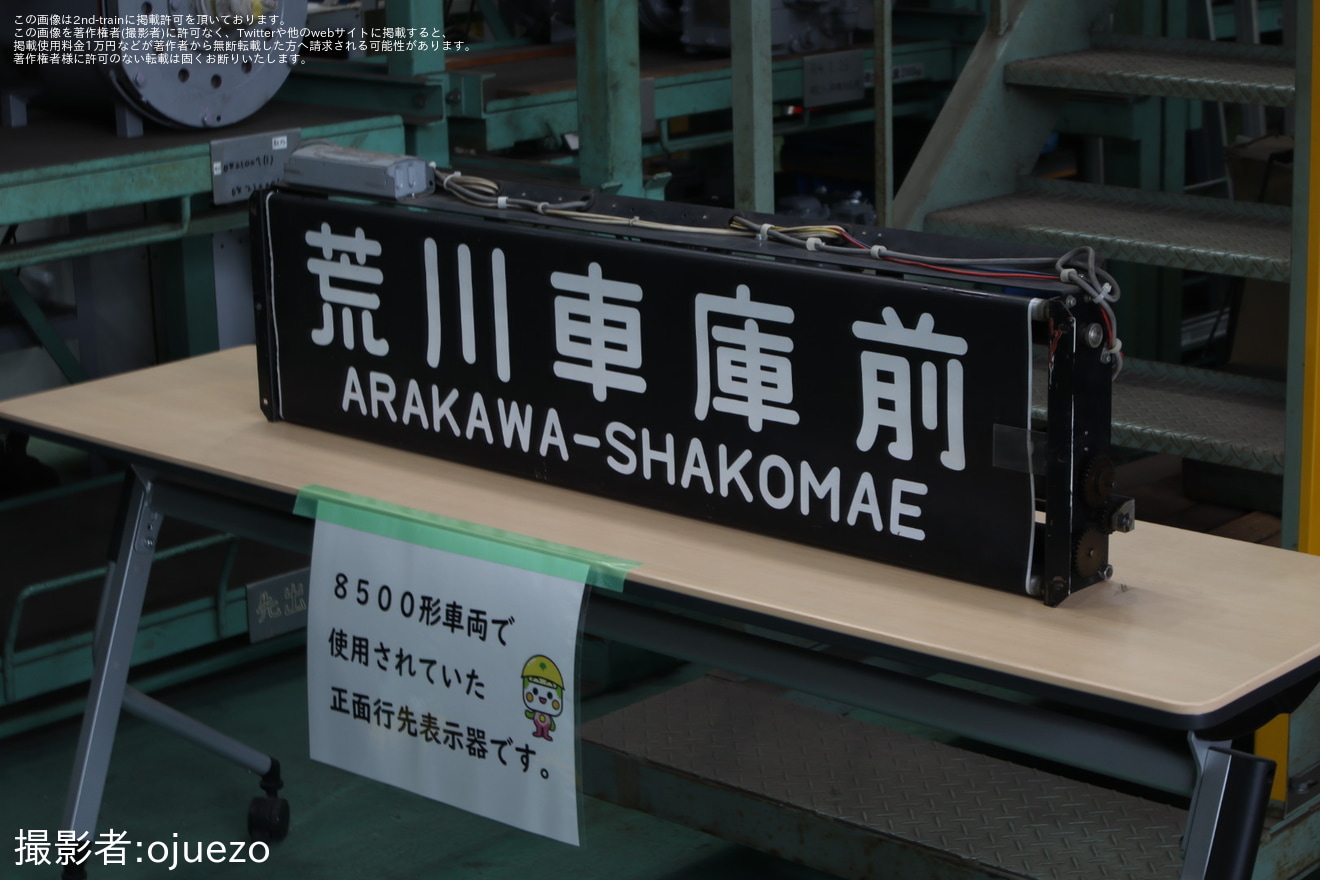 この画像は2nd-trainに掲載許可を頂いております。
この画像を著作権者(撮影者)に許可なく、Twitterや他のwebサイトに掲載すると、
掲載使用料金1万円などが著作者から無断転載した方へ請求される可能性があります。
著作権者様に許可のない転載は固くお断りいたします。
荒川車庫前
ARAKAWA-SHAKOMAE
8500形車両で
使用されていた
正面行先表示器です。
撮影者:ojuezo